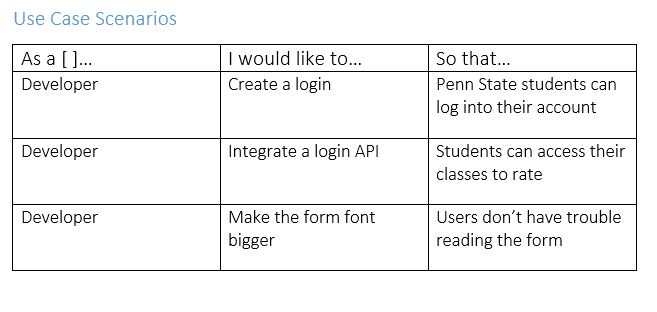 Use Case Scenarios
As a [ ]... I would like to... So that...
Developer Create a login Penn State students can
log into their account
Developer Integrate a login API Students can access their
classes to rate
Developer Make the form font Users don’t have trouble
bigger reading the form